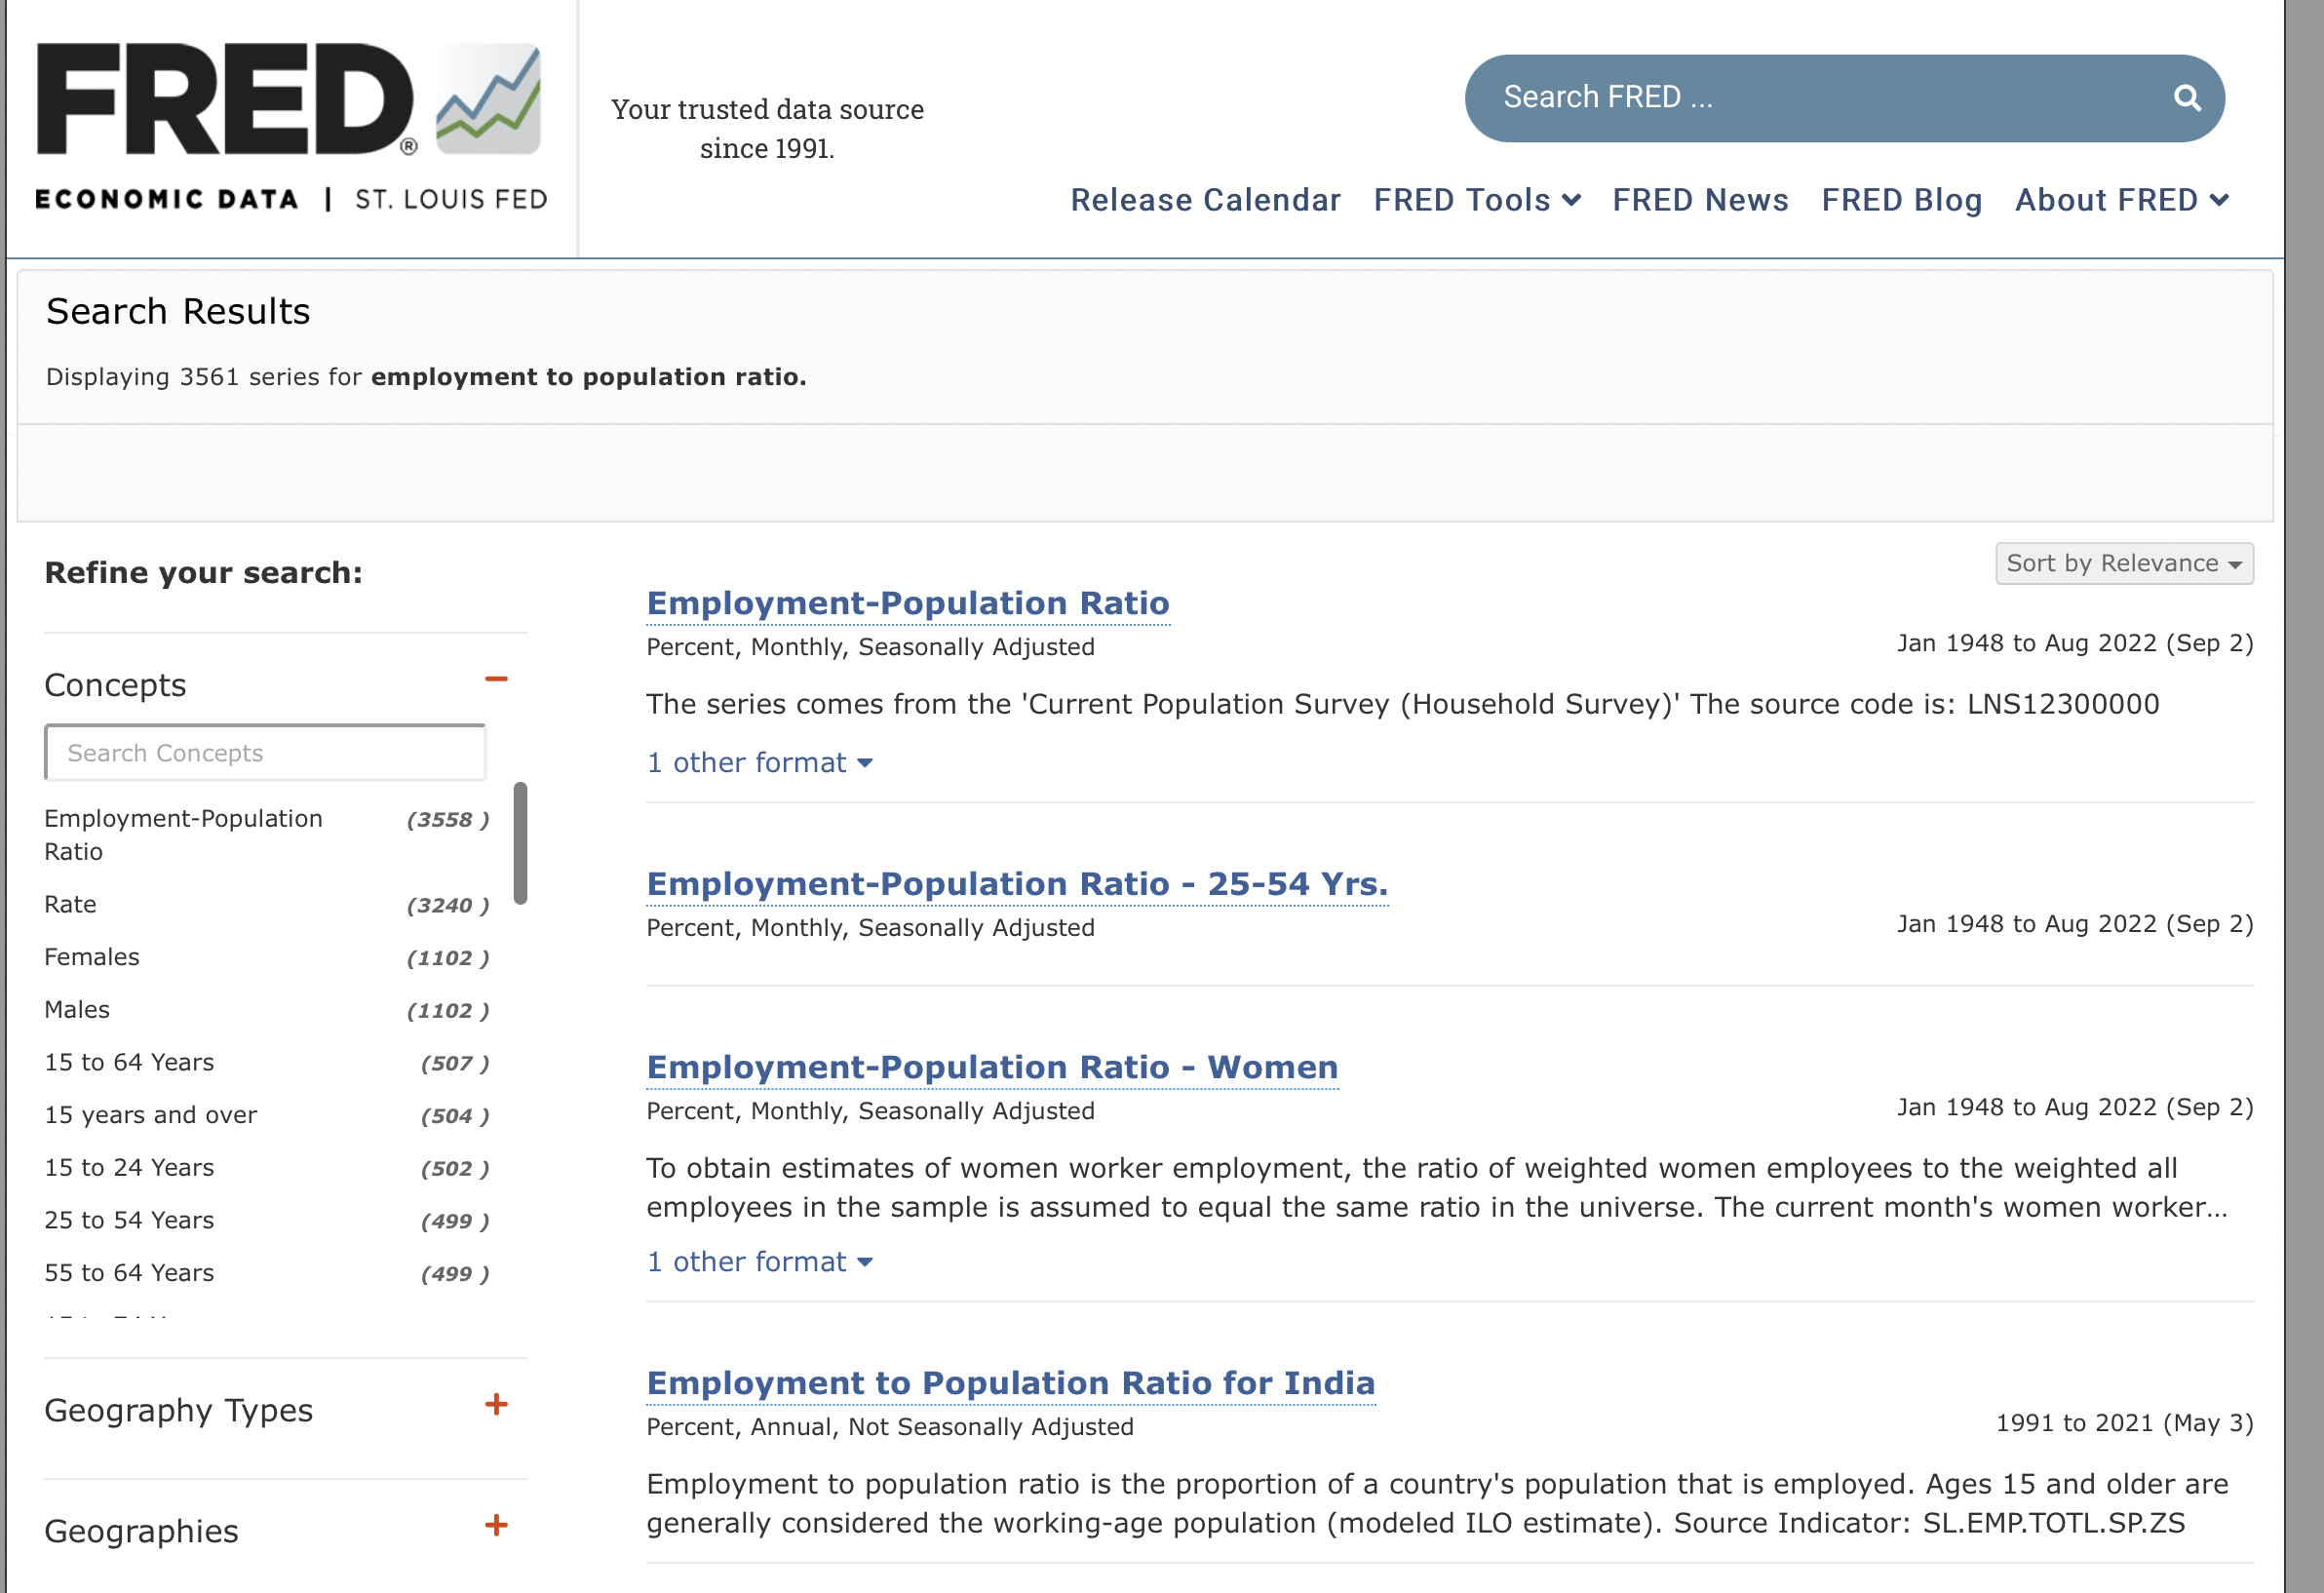 FRED®
ECONOMIC DATA | ST. LOUIS FED
Your trusted data source
since 1991.
Search FRED ...
Release Calendar FRED Tools FRED News FRED Blog About FRED
Search Results
Displaying 3561 series for employment to population ratio.
Refine your search:
Concepts
Search Concepts
Employment-Population
Ratio (3558 )
Rate (3240 )
Females (1102 )
Males (1102 )
15 to 64 Years (507 )
15 years and over (504 )
15 to 24 Years (502 )
25 to 54 Years (499 )
55 to 64 Years (499 )
Geography Types
Geographies
Sort by Relevance
Employment-Population Ratio
Percent, Monthly, Seasonally Adjusted
Jan 1948 to Aug 2022 (Sep 2)
The series comes from the 'Current Population Survey (Household Survey)' The source code is: LNS12300000
1 other format
Employment-Population Ratio - 25-54 Yrs.
Percent, Monthly, Seasonally Adjusted
Jan 1948 to Aug 2022 (Sep 2)
Employment-Population Ratio - Women
Percent, Monthly, Seasonally Adjusted
Jan 1948 to Aug 2022 (Sep 2)
To obtain estimates of women worker employment, the ratio of weighted women employees to the weighted all
employees in the sample is assumed to equal the same ratio in the universe. The current month's women worker...
1 other format
Employment to Population Ratio for India
Percent, Annual, Not Seasonally Adjusted
1991 to 2021 (May 3)
Employment to population ratio is the proportion of a country's population that is employed. Ages 15 and older are
generally considered the working-age population (modeled ILO estimate). Source Indicator: SL.EMP.TOTL.SP.ZS